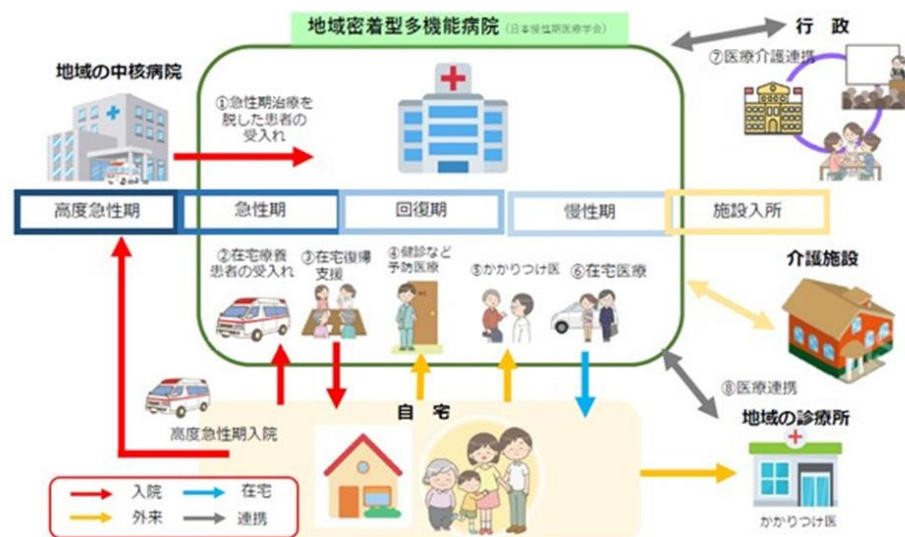 地域密着型多機能病院（日本慢性期医療学会）
行　政
⑦医療介護連携
地域の中核病院
①急性期治療を
脱した患者の
受入れ
高度急性期
急性期
回復期
慢性期
施設入所
②在宅療養
患者の受入れ
③在宅復帰
支援
④健診など
予防医療
⑤かかりつけ医
⑥在宅医療
介護施設
⑧医療連携
地域の診療所
かかりつけ医
自　宅
高度急性期入院
入院
在宅
外来
連携